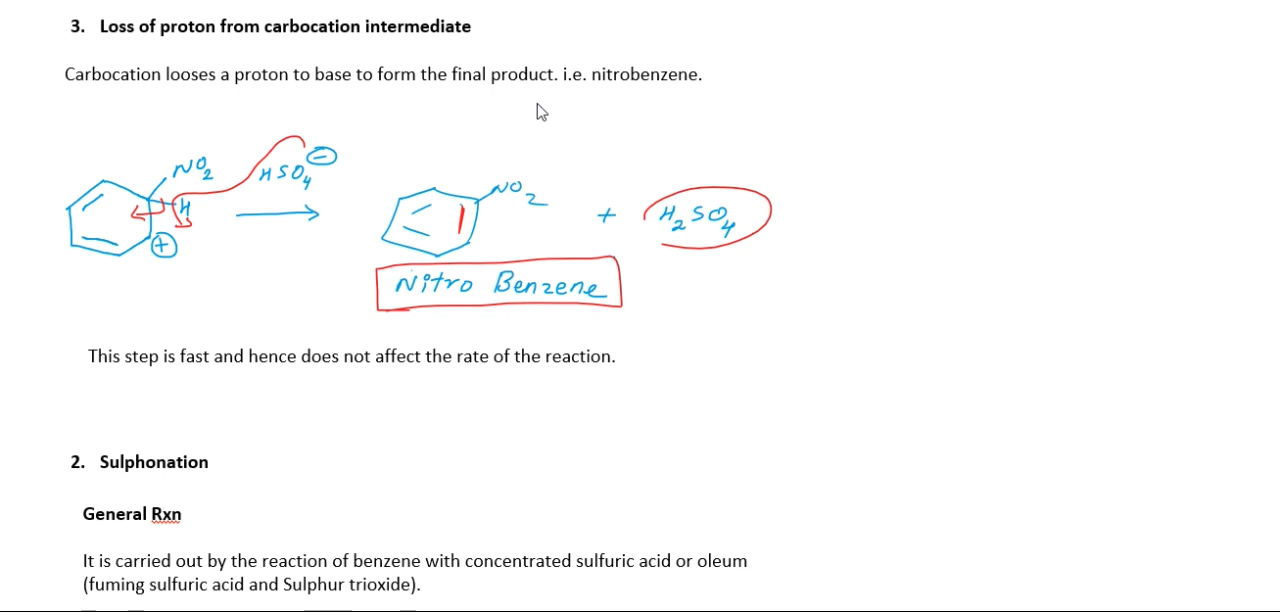 3. Loss of proton from carbocation intermediate
Carbocation looses a proton to base to form the final product. i.e. nitrobenzene.
NO2 HSO4 ⊖ NO2
H + H2SO4
⊕
Nitro Benzene
This step is fast and hence does not affect the rate of the reaction.
2. Sulphonation
General Rxn
It is carried out by the reaction of benzene with concentrated sulfuric acid or oleum
(fuming sulfuric acid and Sulphur trioxide).